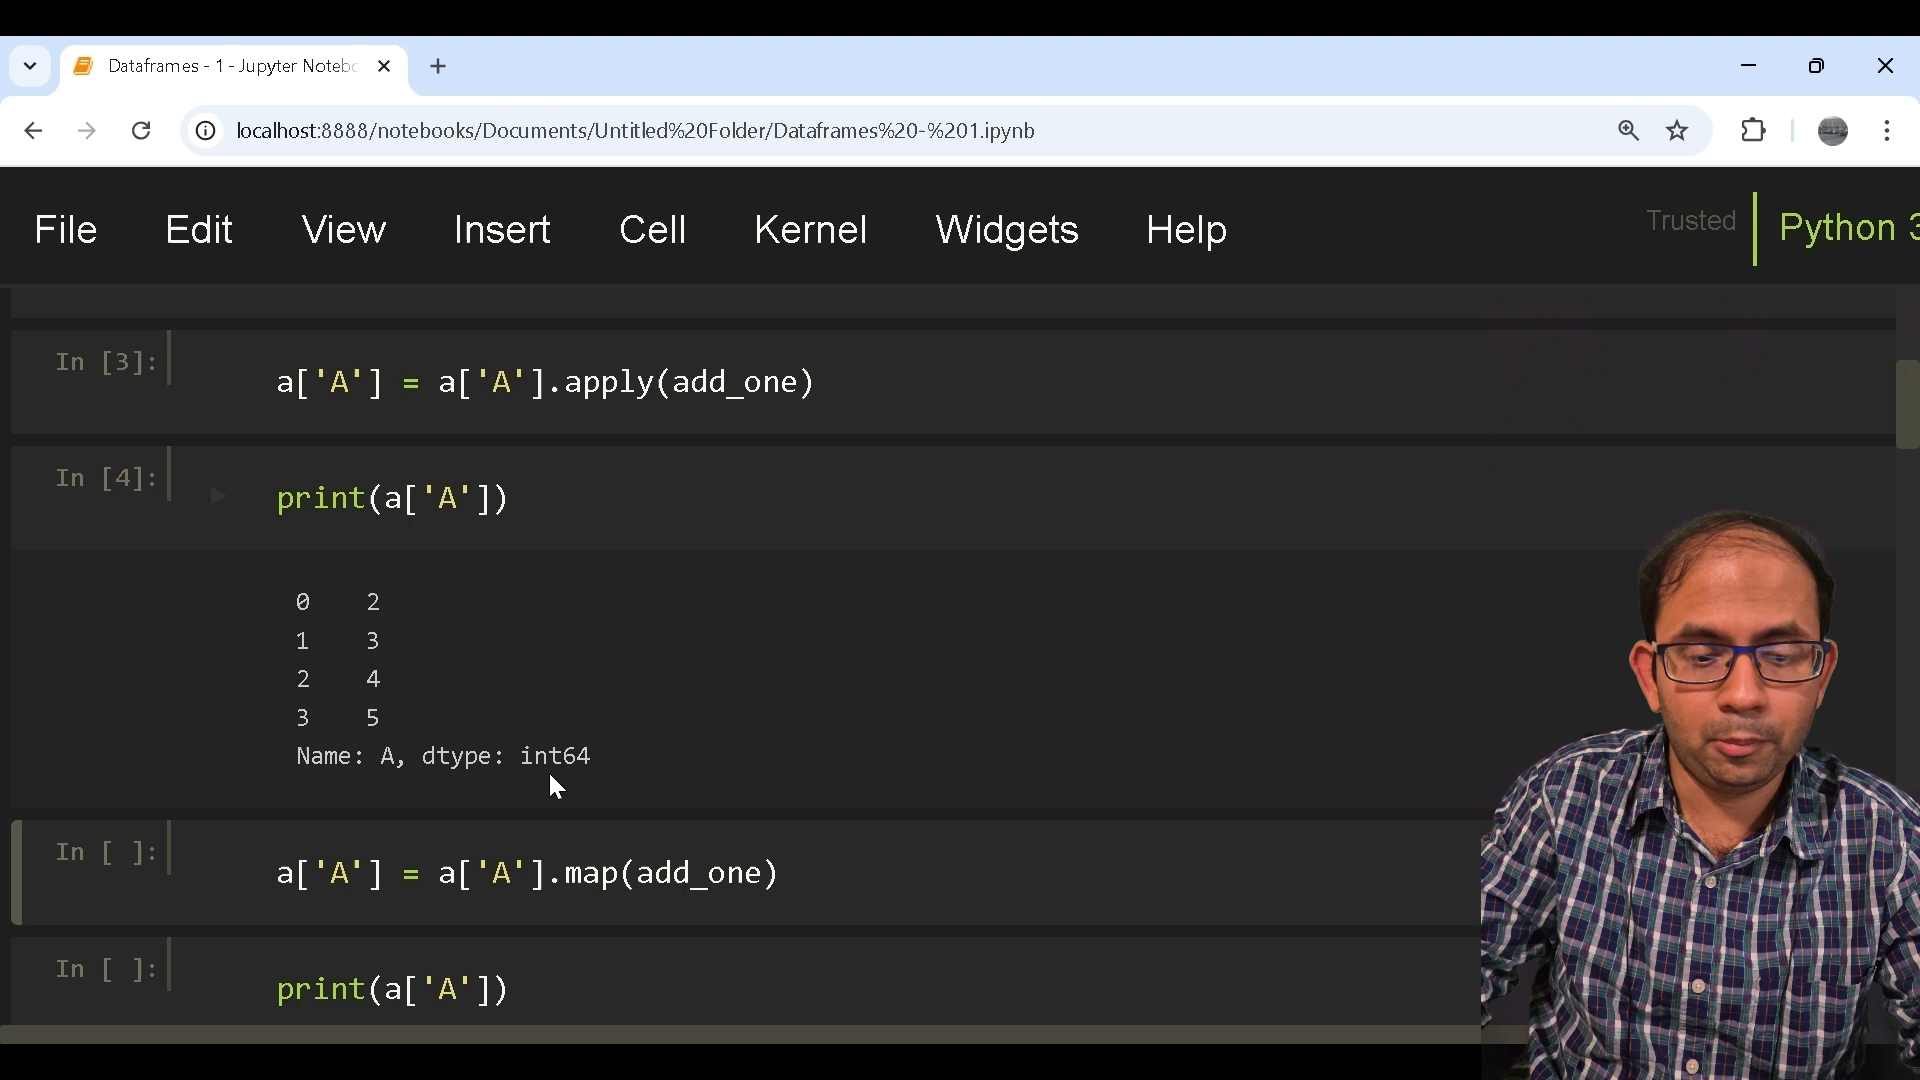 Dataframes - 1 - Jupyter Notebo
localhost:8888/notebooks/Documents/Untitled%20Folder/Dataframes%20-%201.ipynb
File Edit View Insert Cell Kernel Widgets Help Trusted Python 3
In [3]: a['A'] = a['A'].apply(add_one)
In [4]: print(a['A'])
0 2
1 3
2 4
3 5
Name: A, dtype: int64
In [ ]: a['A'] = a['A'].map(add_one)
In [ ]: print(a['A'])